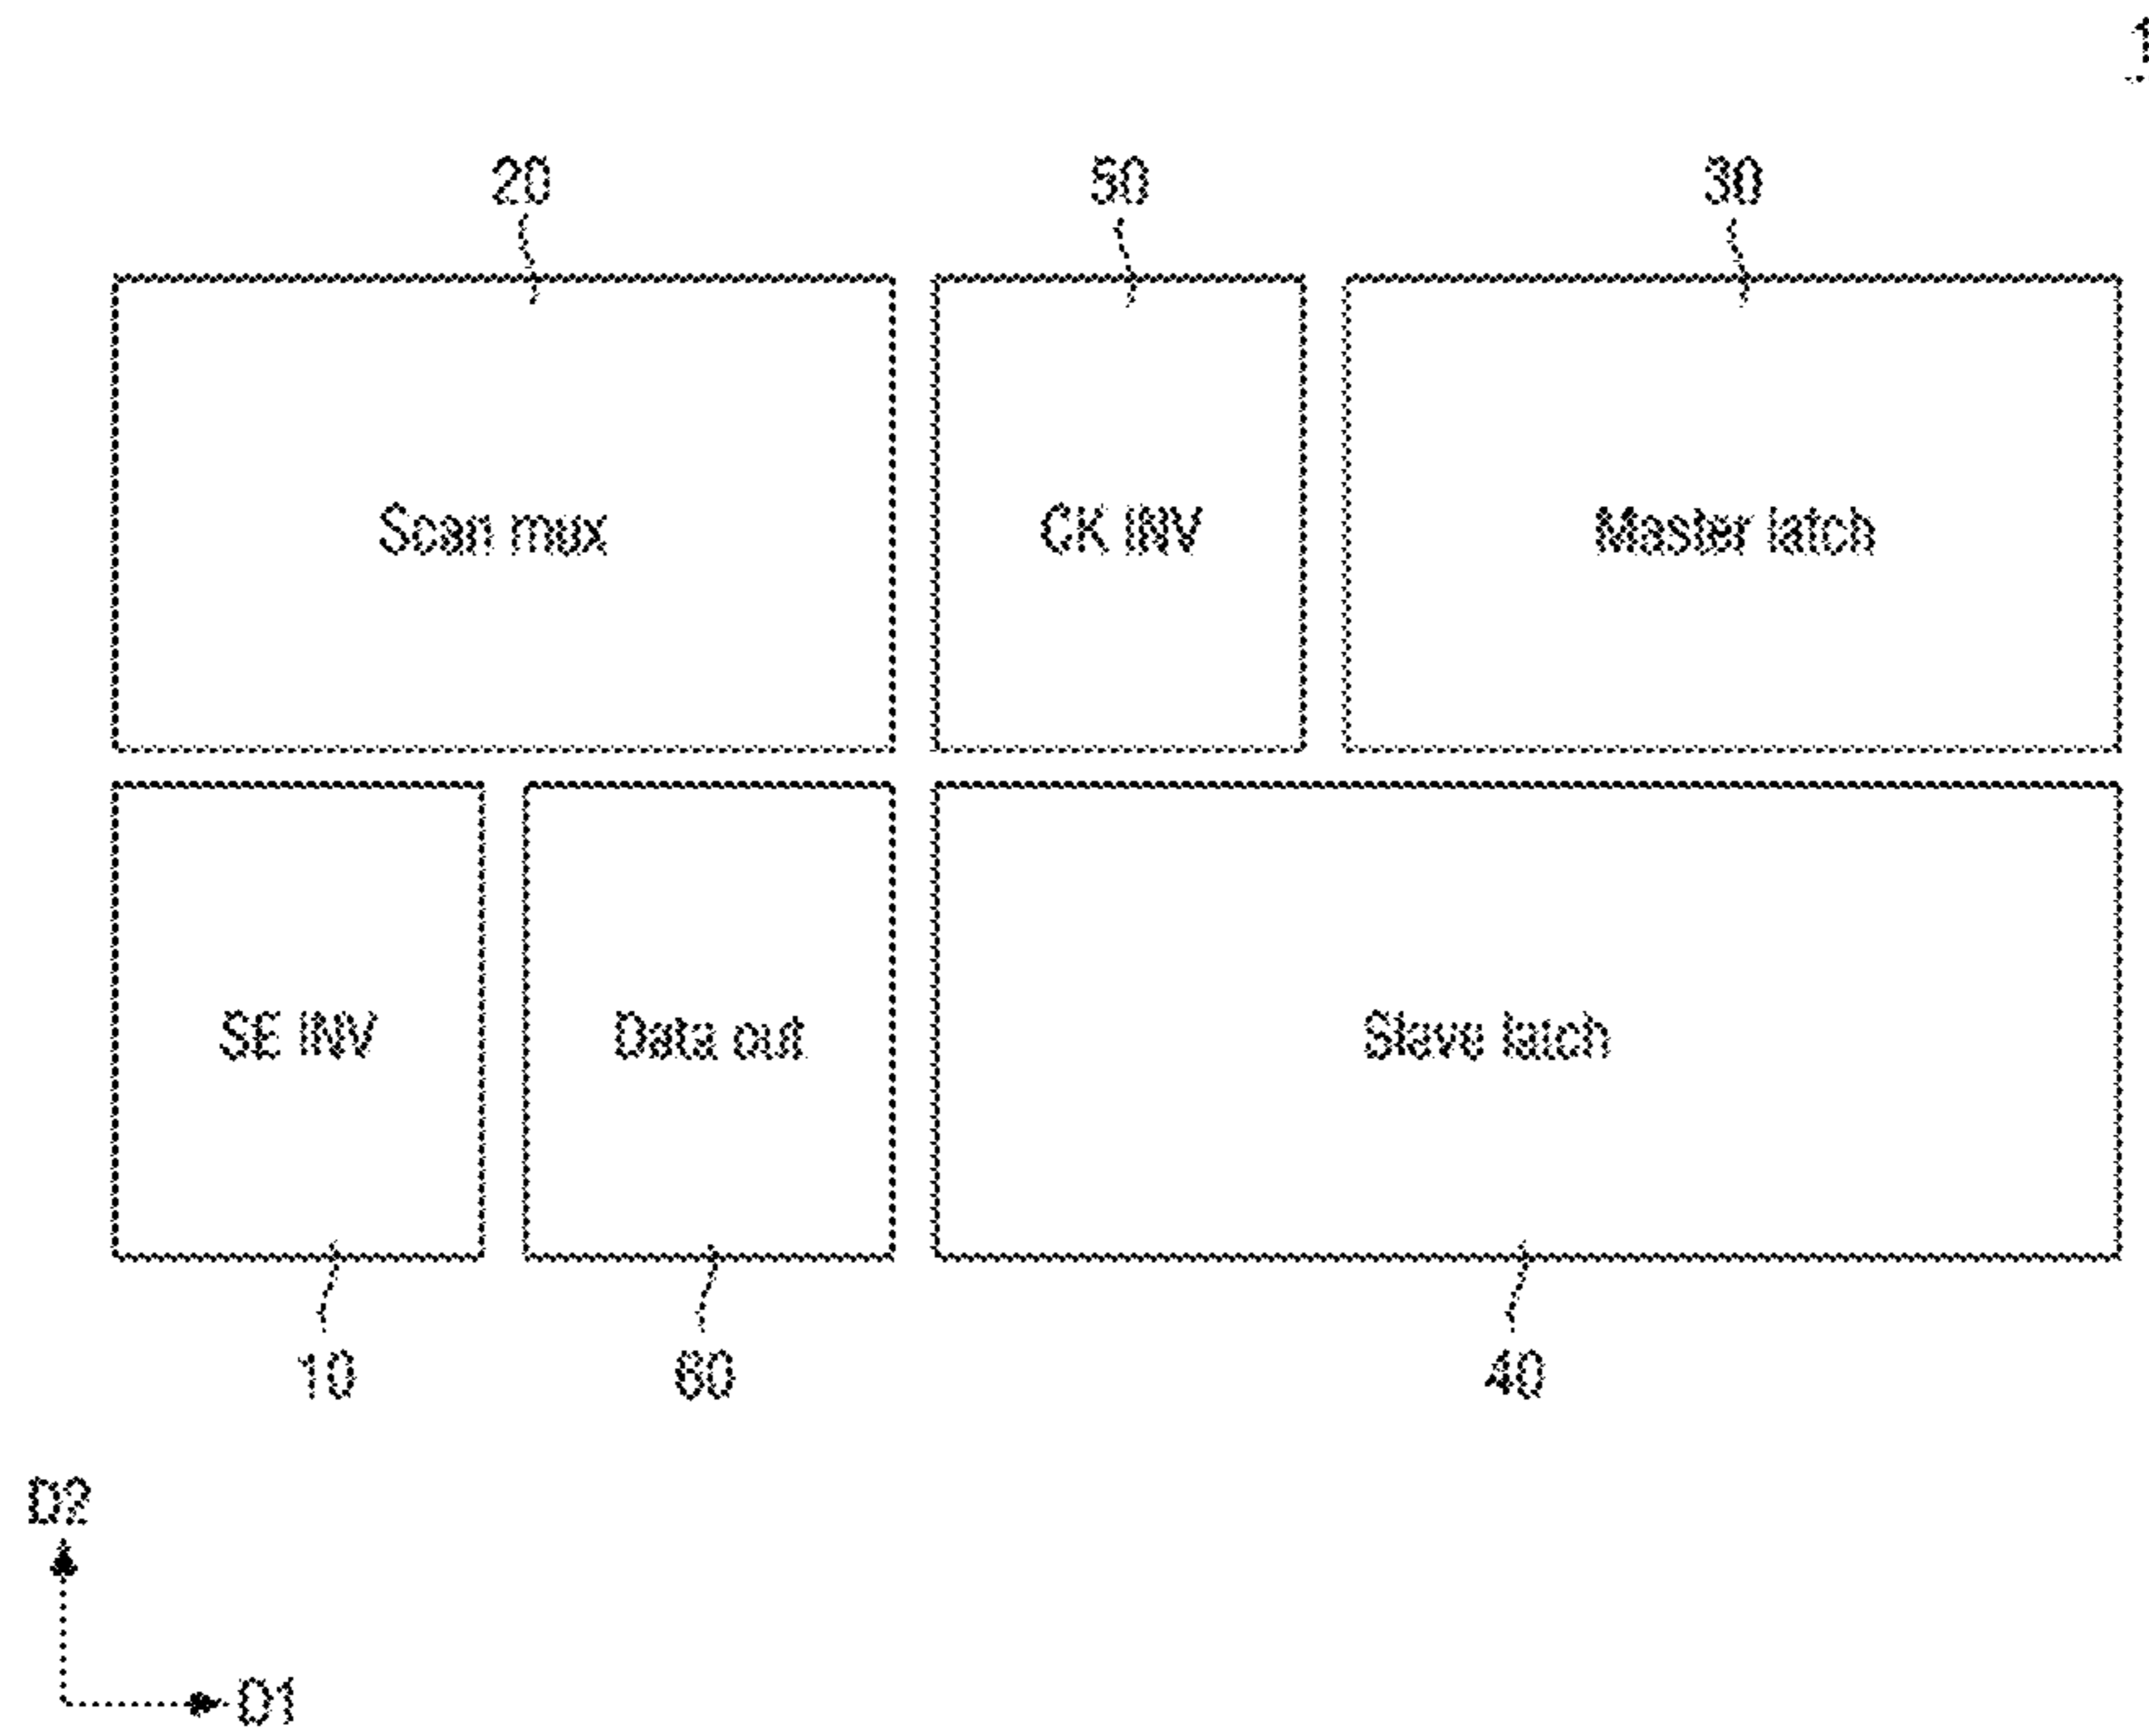 1
20 50 30
Scan mux CK INV Master latch
SE INV Data out Slave latch
10 60 40
D2
D1